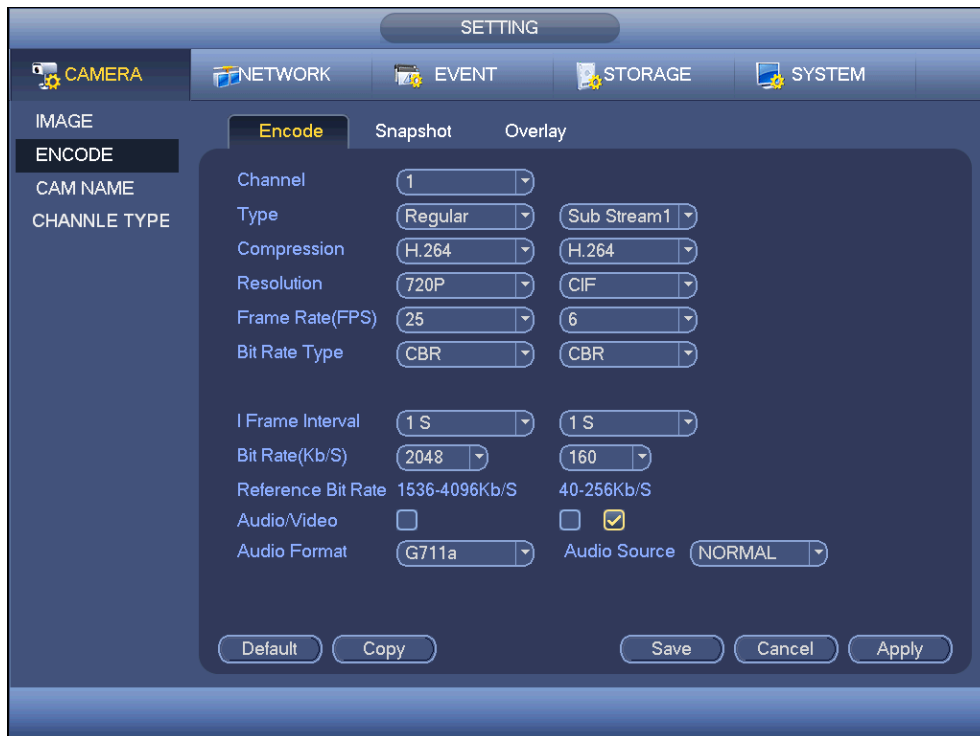 SETTING
CAMERA NETWORK EVENT STORAGE SYSTEM
IMAGE
ENCODE
CAM NAME
CHANNLE TYPE
Encode Snapshot Overlay
Channel 1
Type Regular Sub Stream1
Compression H.264 H.264
Resolution 720P CIF
Frame Rate(FPS) 25 6
Bit Rate Type CBR CBR
I Frame Interval 1 S 1 S
Bit Rate(Kb/S) 2048 160
Reference Bit Rate 1536-4096Kb/S 40-256Kb/S
Audio/Video
Audio Format G711a Audio Source NORMAL
Default Copy Save Cancel Apply